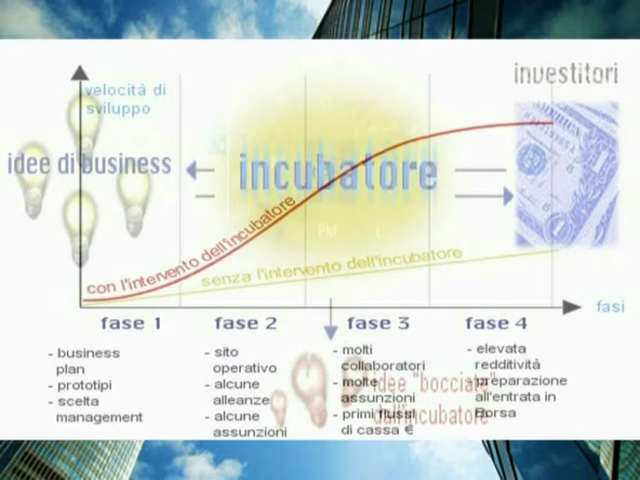 investitori
velocità di
sviluppo
idee di business
incubatore
con l'intervento dell'incubatore
senza l'intervento dell'incubatore
fasi
fase 1
fase 2
fase 3
fase 4
- business
plan
- prototipi
- scelta
management
- sito
operativo
- alcune
alleanze
- alcune
assunzioni
- molti
collaboratori
- molte
assunzioni
- primi flussi
di cassa €
- elevata
redditività
preparazione
all'entrata in
Borsa
idee "bocciate"
dall'incubatore